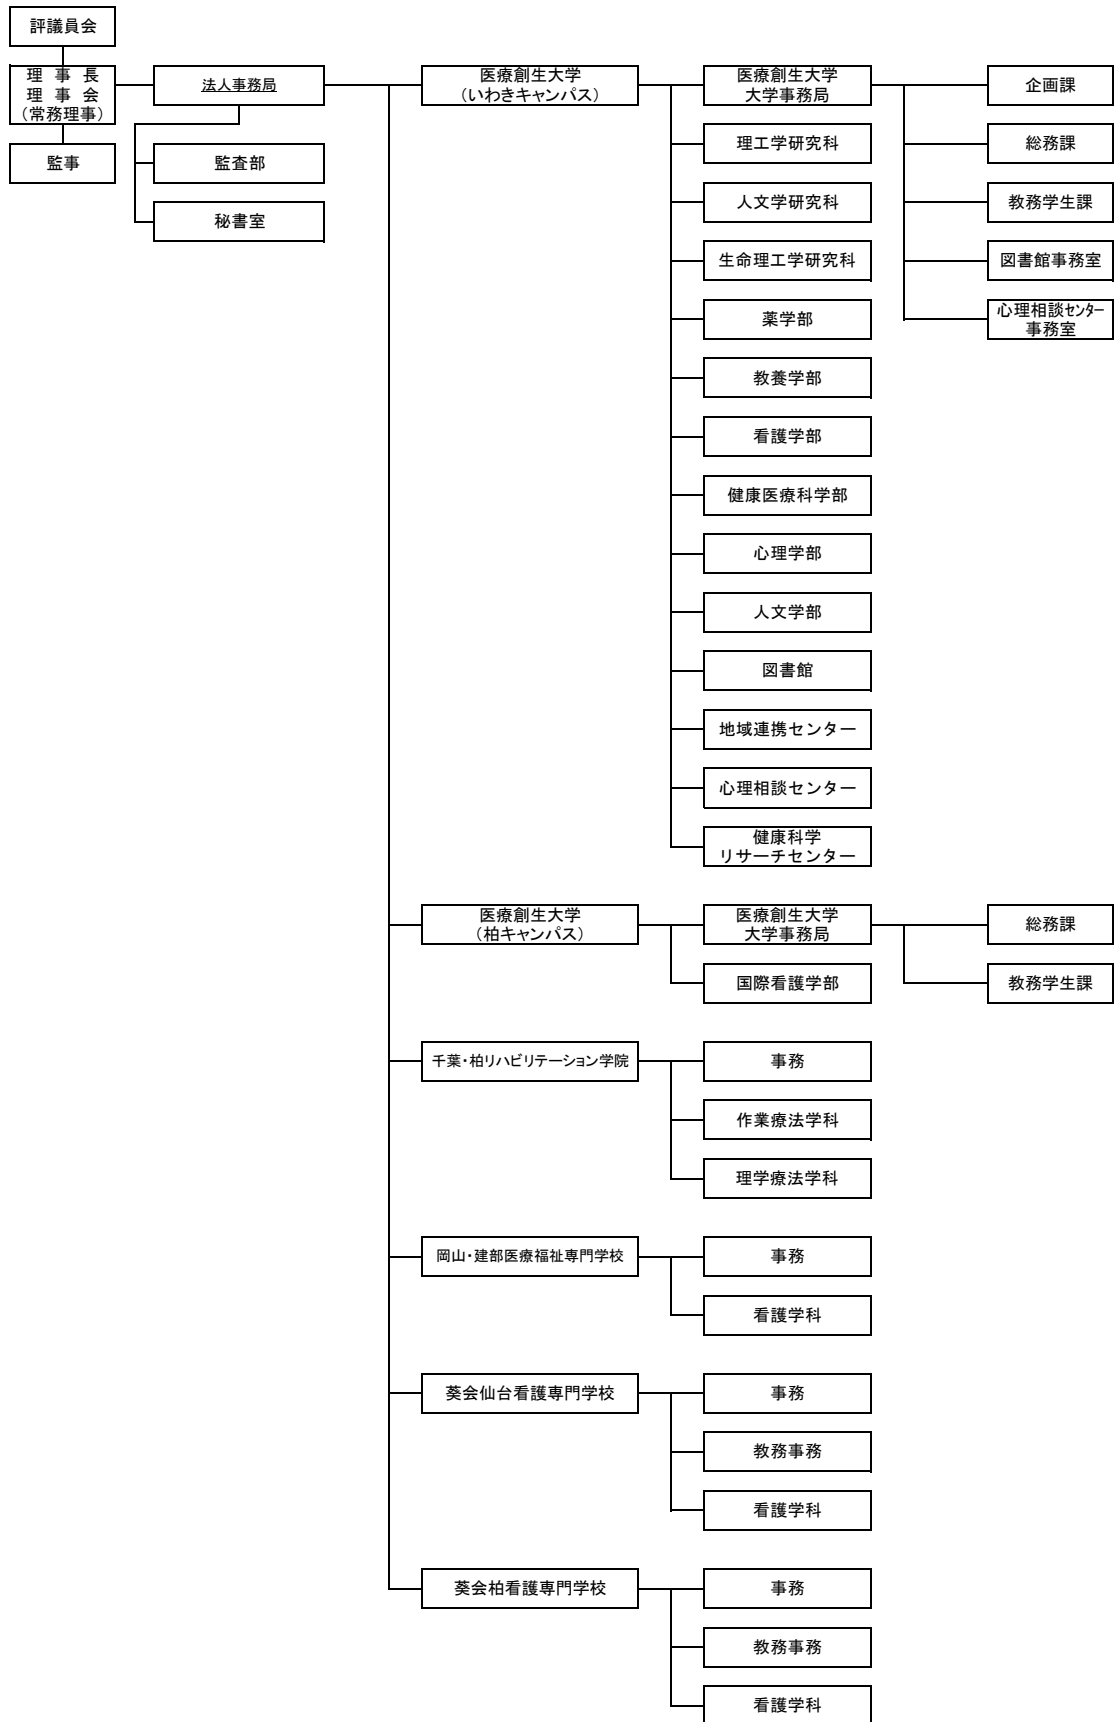 評議員会
理事長
理事会
（常務理事）
監事
法人事務局
監査部
秘書室
医療創生大学
（いわきキャンパス）
医療創生大学
大学事務局
企画課
総務課
教務学生課
図書館事務室
心理相談センター
事務室
理工学研究科
人文学研究科
生命理工学研究科
薬学部
教養学部
看護学部
健康医療科学部
心理学部
人文学部
図書館
地域連携センター
心理相談センター
健康科学
リサーチセンター
医療創生大学
（柏キャンパス）
医療創生大学
大学事務局
総務課
教務学生課
国際看護学部
千葉・柏リハビリテーション学院
事務
作業療法学科
理学療法学科
岡山・建部医療福祉専門学校
事務
看護学科
葵会仙台看護専門学校
事務
教務事務
看護学科
葵会柏看護専門学校
事務
教務事務
看護学科